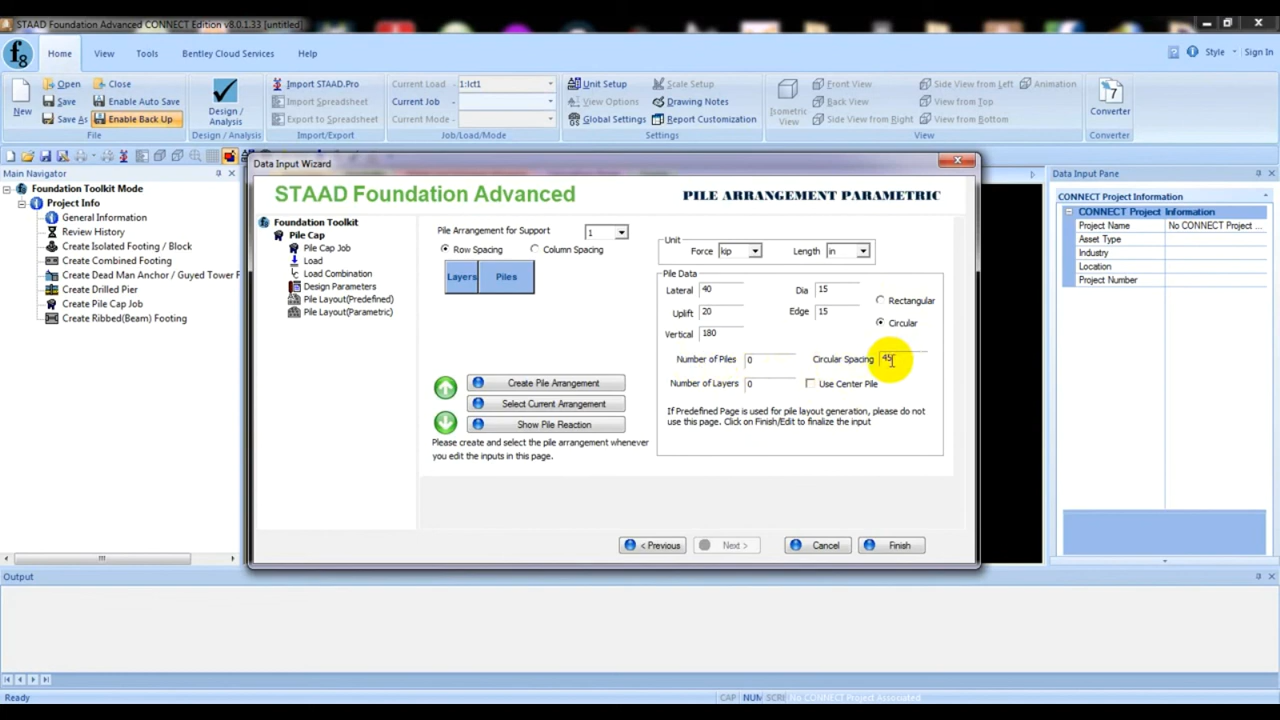 STAAD Foundation Advanced CONNECT Edition v8.0.1.33 [untitled]
Home View Tools Bentley Cloud Services Help
Style Sign In
New
Open
Save
Save As
Close
Enable Auto Save
Enable Back Up
File
Design / Analysis
Design / Analysis
Import STAAD.Pro
Import Spreadsheet
Export to Spreadsheet
Import/Export
Current Load 1:lct1
Current Job
Current Mode
Job/Load/Mode
Unit Setup
View Options
Global Settings
Scale Setup
Drawing Notes
Report Customization
Settings
Isometric View
Front View
Back View
Side View from Right
Side View from Left
View from Top
View from Bottom
Animation
View
Converter
Converter
Main Navigator
Foundation Toolkit Mode
Project Info
General Information
Review History
Create Isolated Footing / Block
Create Combined Footing
Create Dead Man Anchor / Guyed Tower F
Create Drilled Pier
Create Pile Cap Job
Create Ribbed(Beam) Footing
Data Input Wizard
STAAD Foundation Advanced
PILE ARRANGEMENT PARAMETRIC
Foundation Toolkit
Pile Cap
Pile Cap Job
Load
Load Combination
Design Parameters
Pile Layout(Predefined)
Pile Layout(Parametric)
Pile Arrangement for Support 1
Row Spacing Column Spacing
Layers Piles
Create Pile Arrangement
Select Current Arrangement
Show Pile Reaction
Please create and select the pile arrangement whenever
you edit the inputs in this page.
Unit
Force kip Length in
Pile Data
Lateral 40 Dia 15
Rectangular
Uplift 20 Edge 15
Circular
Vertical 180
Number of Piles 0 Circular Spacing 45
Number of Layers 0 Use Center Pile
If Predefined Page is used for pile layout generation, please do not
use this page. Click on Finish/Edit to finalize the input
< Previous Next > Cancel Finish
Data Input Pane
CONNECT Project Information
CONNECT Project Information
Project Name No CONNECT Project ...
Asset Type
Industry
Location
Project Number
Output
Ready
CAP NUM SCRI No CONNECT Project Associated